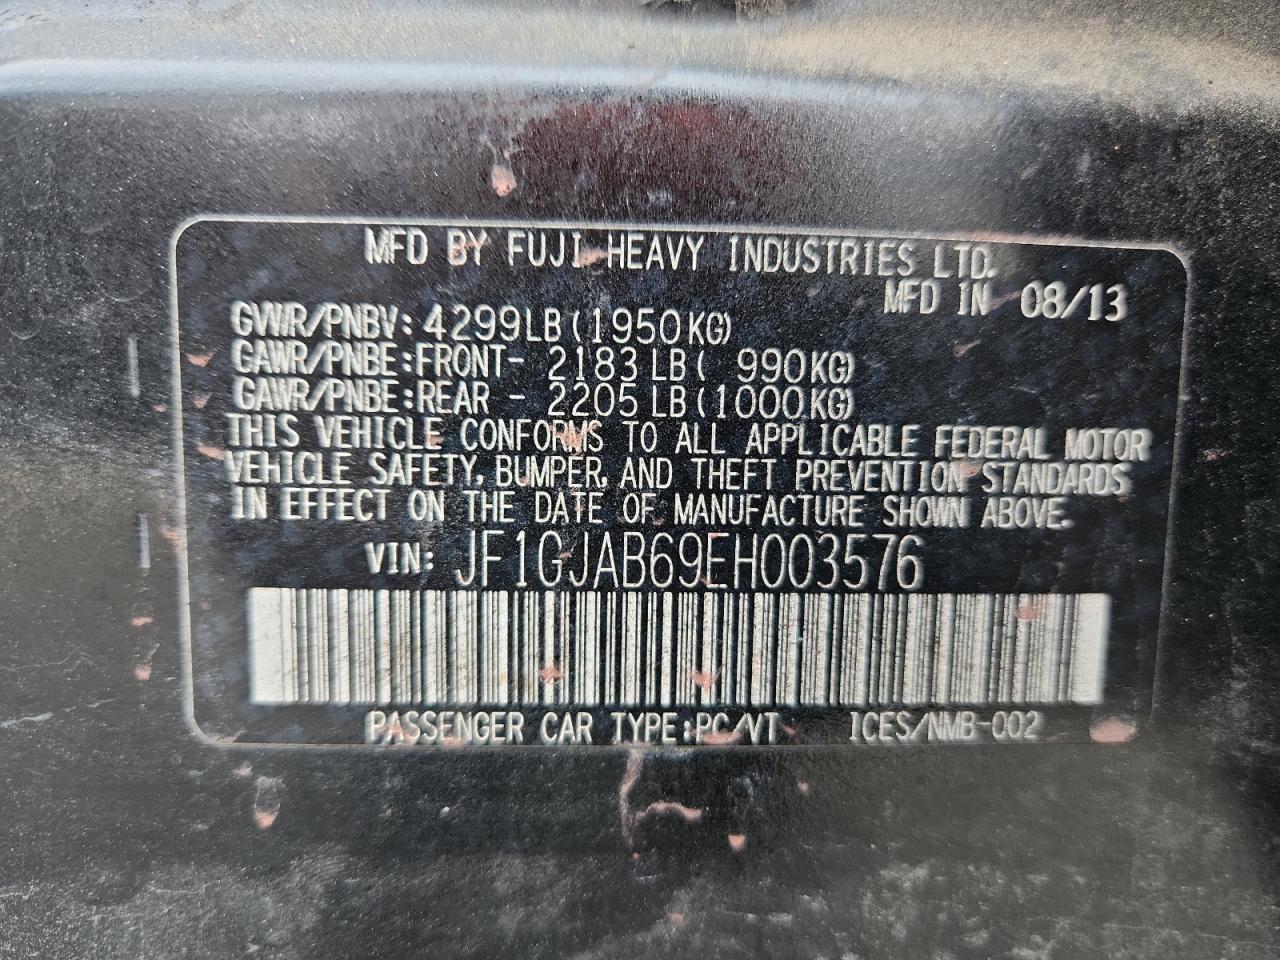 MFD BY FUJI HEAVY INDUSTRIES LTD.
MFD IN 08/13
GVWR/PNBV: 4299LB (1950KG)
GAWR/PNBE: FRONT- 2183 LB ( 990KG)
GAWR/PNBE: REAR - 2205 LB (1000KG)
THIS VEHICLE CONFORMS TO ALL APPLICABLE FEDERAL MOTOR
VEHICLE SAFETY, BUMPER, AND THEFT PREVENTION STANDARDS
IN EFFECT ON THE DATE OF MANUFACTURE SHOWN ABOVE.
VIN: JF1GJAB69EH003576
PASSENGER CAR TYPE:PC/VT ICES/NMB-002